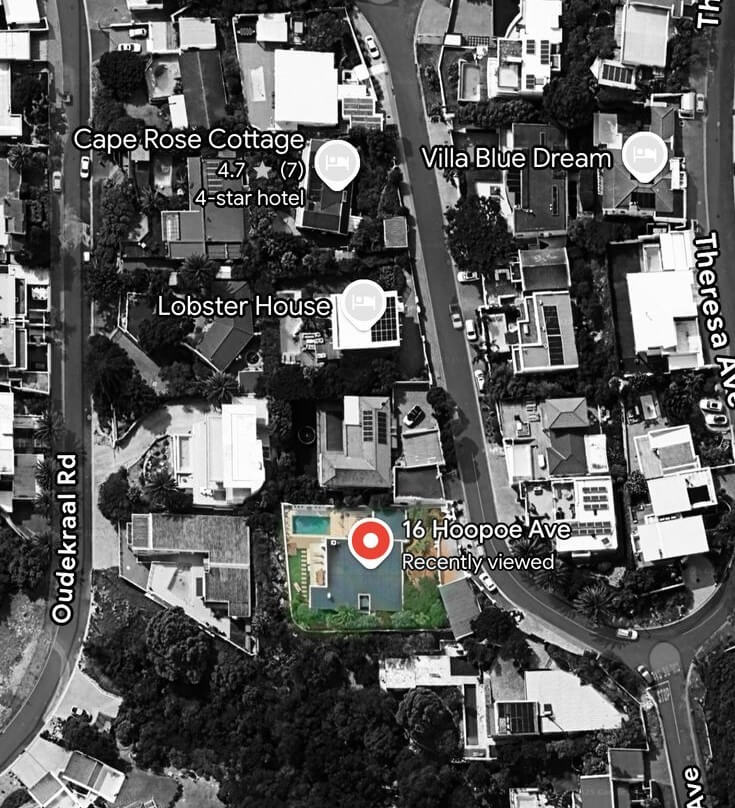 Th
Cape Rose Cottage
4.7 ★ (7)
4-star hotel
Villa Blue Dream
Lobster House
Theresa Ave
Oudekraal Rd
16 Hoopoe Ave
Recently viewed
Ave